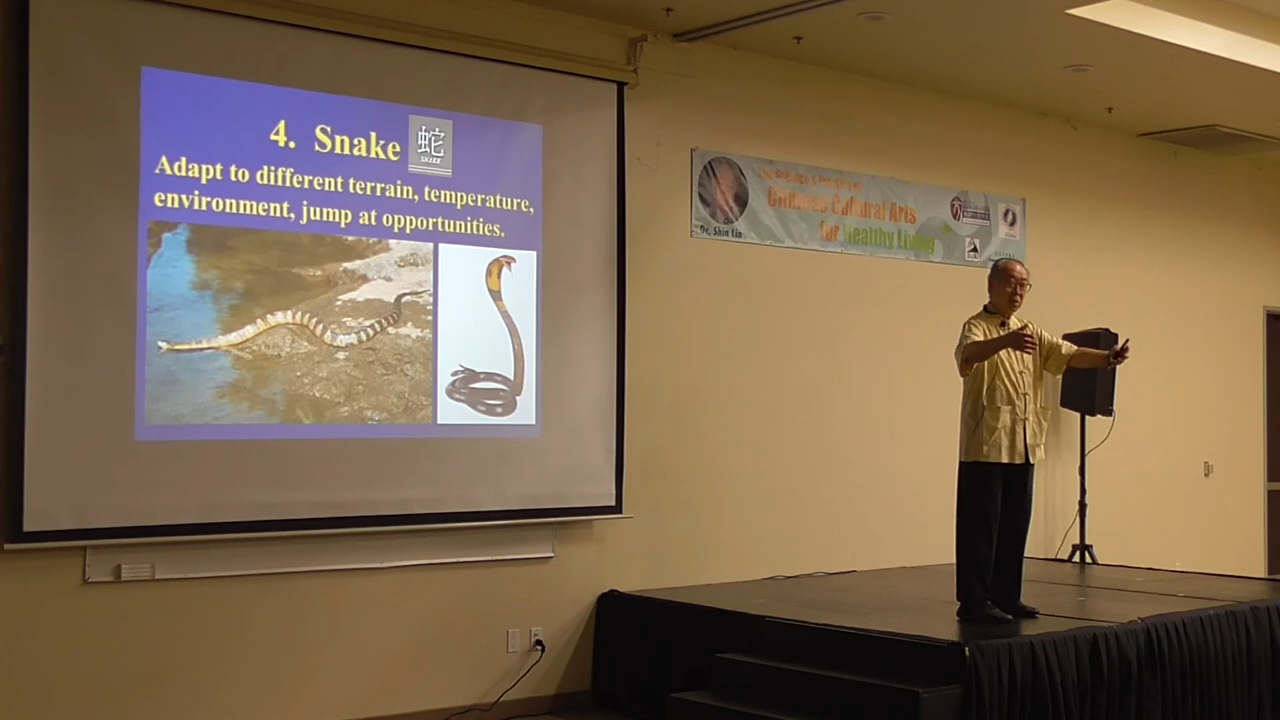 4. Snake
蛇
SNAKE
Adapt to different terrain, temperature,
environment, jump at opportunities.
Chinese Cultural Arts
for Healthy Living
Dr. Shin Lin